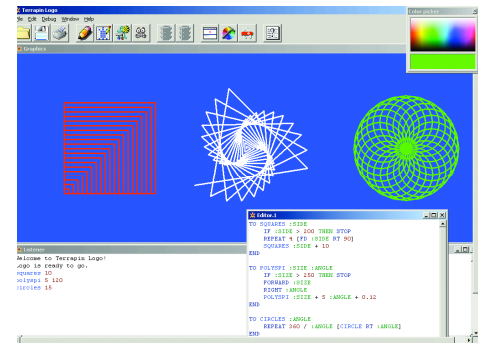 Terrapin Logo
File Edit Debug Window Help
Color picker
Graphics
Editor.1
TO SQUARES :SIDE
IF :SIDE > 200 THEN STOP
REPEAT 4 [FD :SIDE RT 90]
SQUARES :SIDE + 10
END
TO POLYSPI :SIZE :ANGLE
IF :SIZE > 250 THEN STOP
FORWARD :SIZE
RIGHT :ANGLE
POLYSPI :SIZE + 5 :ANGLE + 0.12
END
TO CIRCLES :ANGLE
REPEAT 360 / :ANGLE [CIRCLE RT :ANGLE]
END
Listener
Welcome to Terrapin Logo!
Logo is ready to go.
squares 10
polyspi 5 120
circles 15